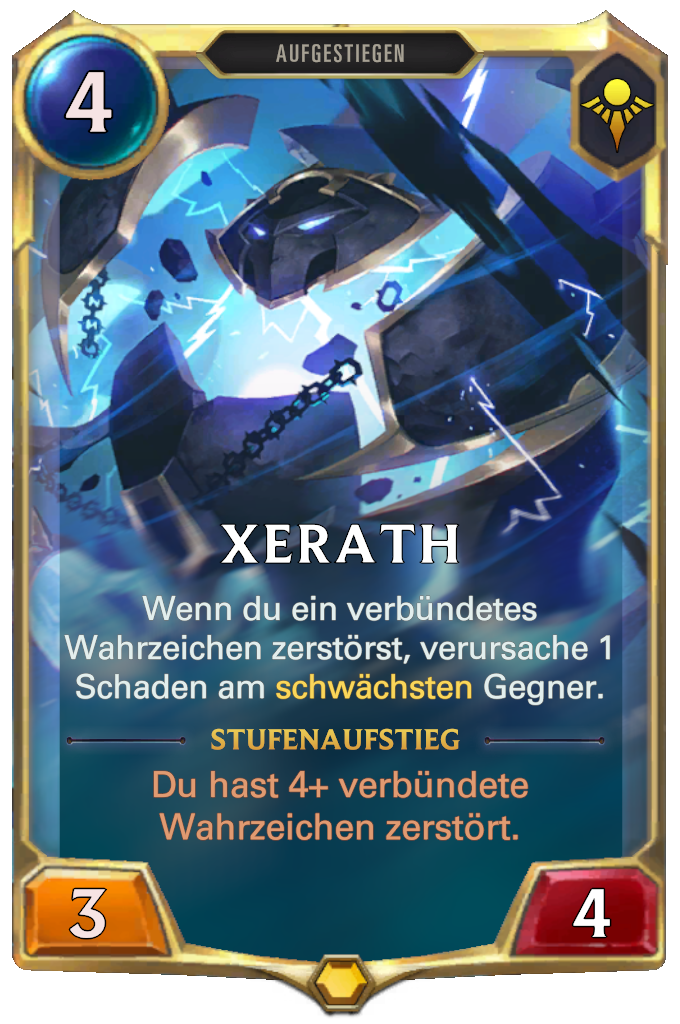 AUFGESTIEGEN
4
XERATH
Wenn du ein verbündetes
Wahrzeichen zerstörst, verursache 1
Schaden am schwächsten Gegner.
STUFENAUFSTIEG
Du hast 4+ verbündete
Wahrzeichen zerstört.
3
4